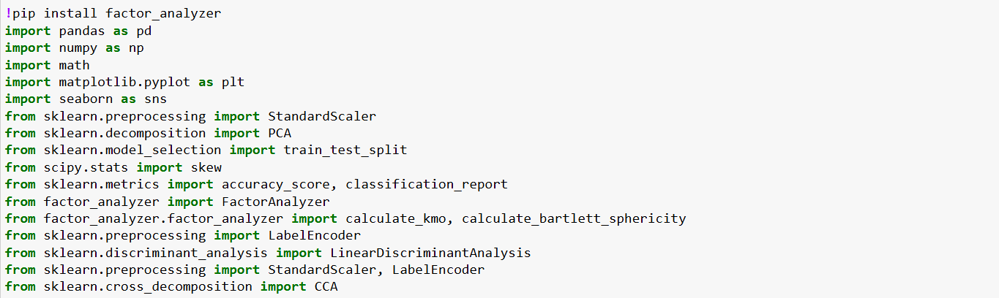 !pip install factor_analyzer
import pandas as pd
import numpy as np
import math
import matplotlib.pyplot as plt
import seaborn as sns
from sklearn.preprocessing import StandardScaler
from sklearn.decomposition import PCA
from sklearn.model_selection import train_test_split
from scipy.stats import skew
from sklearn.metrics import accuracy_score, classification_report
from factor_analyzer import FactorAnalyzer
from factor_analyzer.factor_analyzer import calculate_kmo, calculate_bartlett_sphericity
from sklearn.preprocessing import LabelEncoder
from sklearn.discriminant_analysis import LinearDiscriminantAnalysis
from sklearn.preprocessing import StandardScaler, LabelEncoder
from sklearn.cross_decomposition import CCA